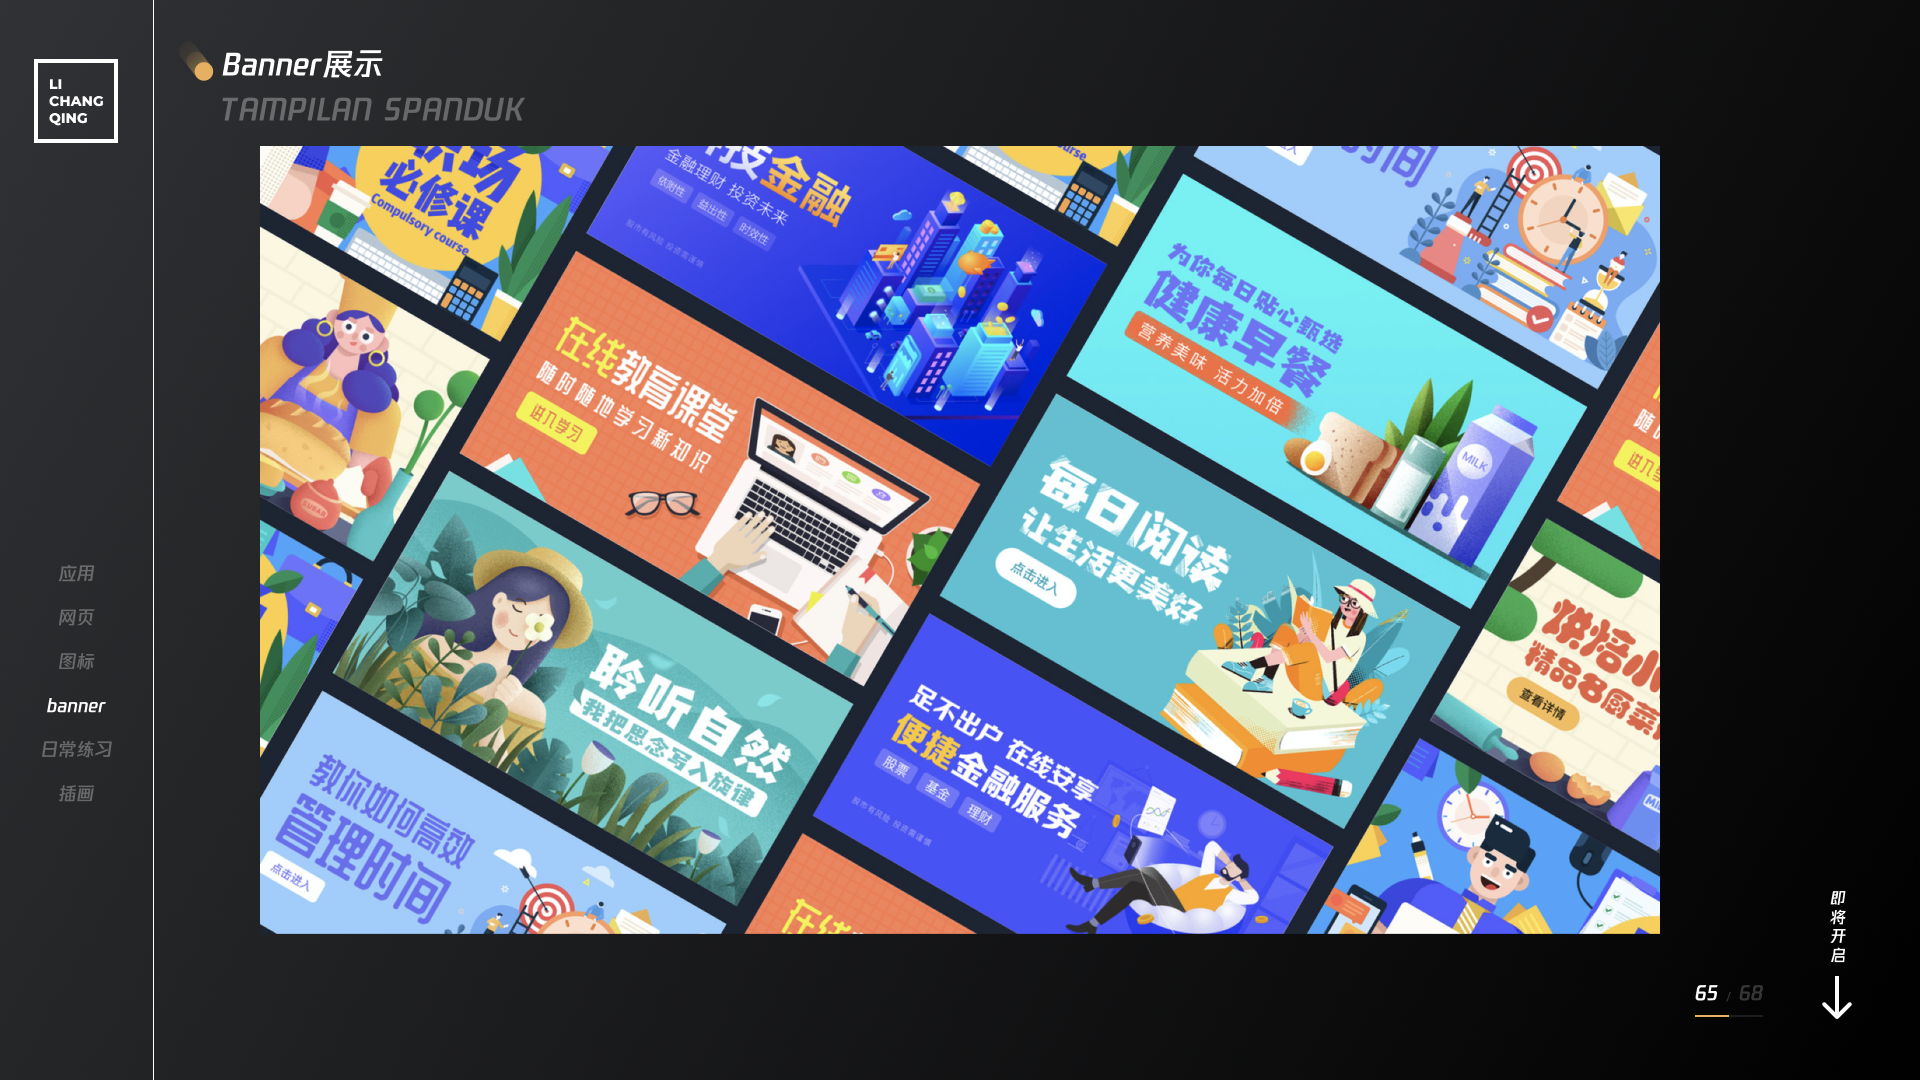 LI
CHANG
QING
Banner展示
TAMPILAN SPANDUK
应用
网页
图标
banner
日常练习
插画
必修课
Compulsory course
金融
金融理财 投资未来
依附性
益出性
时效性
股市有风险 投资需谨慎
在线教育课堂
随时随地学习新知识
进入学习
为你每日贴心甄选
健康早餐
营养美味 活力加倍
MILK
每日阅读
让生活更美好
点击进入
聆听自然
我把思念写入旋律
足不出户 在线安享
便捷金融服务
股票
基金
理财
股市有风险 投资需谨慎
教你如何高效
管理时间
点击进入
时间
SUGAR
烘焙小
精品名厨菜
查看详情
在线
即将开启
65 / 68